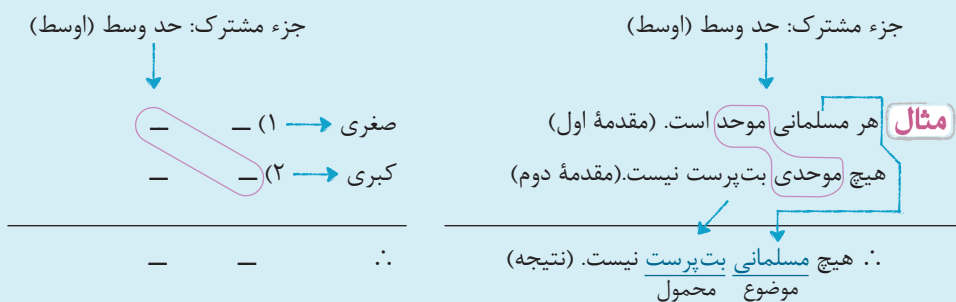 جزء مشترک: حد وسط (اوسط)
مثال هر مسلمانی موحد است. (مقدمهٔ اول)
هیچ موحدی بت‌پرست نیست.(مقدمهٔ دوم)
∴ هیچ مسلمانی بت‌پرست نیست. (نتیجه)
موضوع محمول
جزء مشترک: حد وسط (اوسط)
صغری ۱) ـ ـ
کبری ۲) ـ ـ
∴ ـ ـ